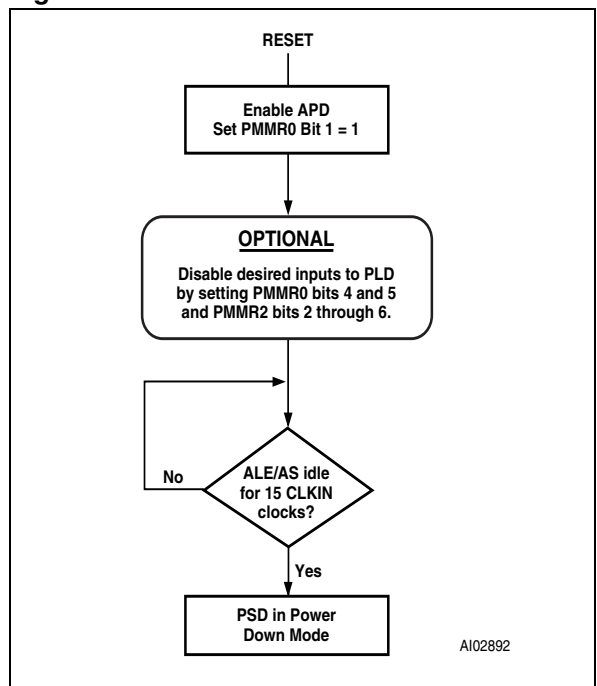 RESET
Enable APD
Set PMMR0 Bit 1 = 1
OPTIONAL
Disable desired inputs to PLD
by setting PMMR0 bits 4 and 5
and PMMR2 bits 2 through 6.
No
ALE/AS idle
for 15 CLKIN
clocks?
Yes
PSD in Power
Down Mode
AI02892